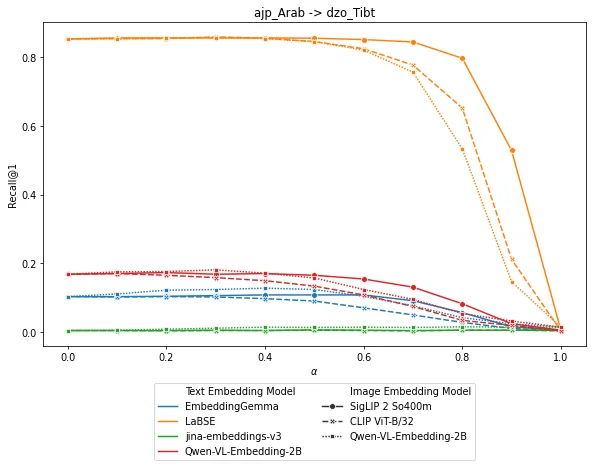 ajp_Arab -> dzo_Tibt
Recall@1
0.8
0.6
0.4
0.2
0.0
0.0 0.2 0.4 0.6 0.8 1.0
α
Text Embedding Model Image Embedding Model
EmbeddingGemma SigLIP 2 So400m
LaBSE CLIP ViT-B/32
jina-embeddings-v3 Qwen-VL-Embedding-2B
Qwen-VL-Embedding-2B